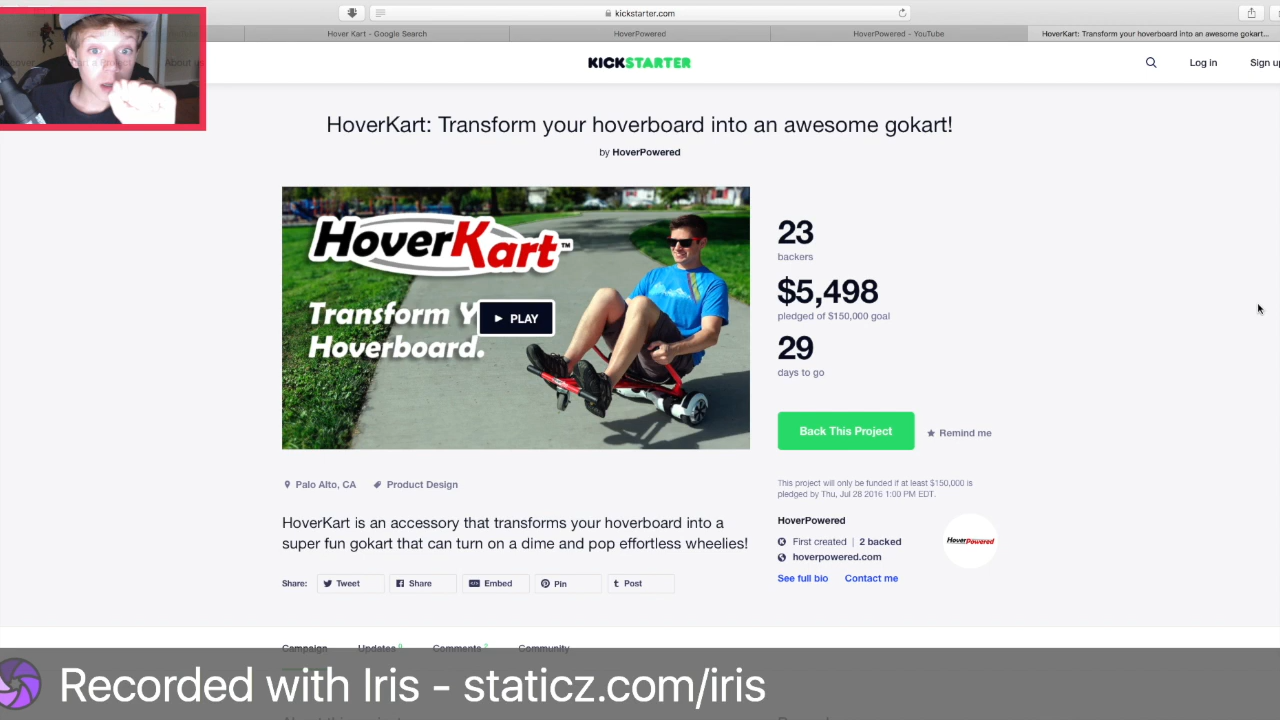 kickstarter.com
Hover Kart - Google Search
HoverPowered
HoverPowered - YouTube
HoverKart: Transform your hoverboard into an awesome gokart...
KICKSTARTER
Log in
Sign up
HoverKart: Transform your hoverboard into an awesome gokart!
by HoverPowered
HoverKart™
Transform Y
Hoverboard.
PLAY
23
backers
$5,498
pledged of $150,000 goal
29
days to go
Back This Project
Remind me
Palo Alto, CA
Product Design
This project will only be funded if at least $150,000 is
pledged by Thu, Jul 28 2016 1:00 PM EDT.
HoverKart is an accessory that transforms your hoverboard into a
super fun gokart that can turn on a dime and pop effortless wheelies!
HoverPowered
First created | 2 backed
hoverpowered.com
See full bio
Contact me
HoverPowered
Share:
Tweet
Share
Embed
Pin
Post
Campaign
Updates
Comments
Community
Recorded with Iris - staticz.com/iris